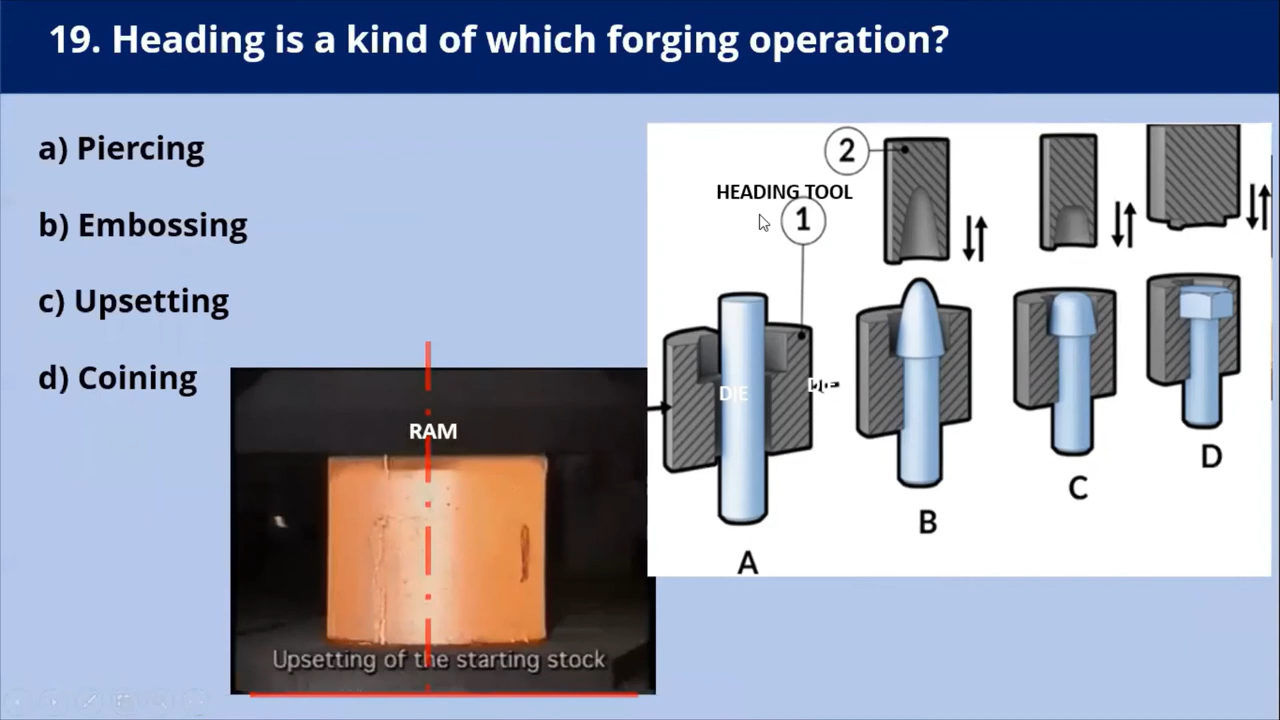 19. Heading is a kind of which forging operation?
a) Piercing
b) Embossing
c) Upsetting
d) Coining
2
HEADING TOOL
1
DIE
A
B
C
D
RAM
Upsetting of the starting stock